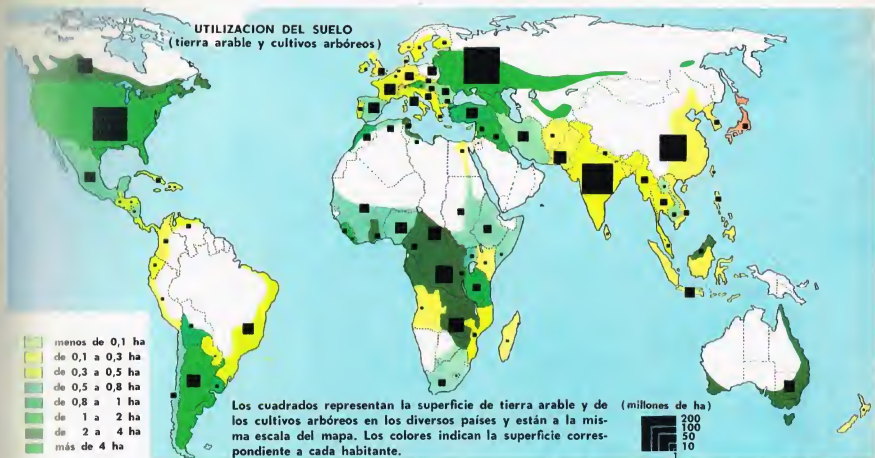 UTILIZACION DEL SUELO
(tierra arable y cultivos arbóreos)
menos de 0,1 ha
de 0,1 a 0,3 ha
de 0,3 a 0,5 ha
de 0,5 a 0,8 ha
de 0,8 a 1 ha
de 1 a 2 ha
de 2 a 4 ha
más de 4 ha
Los cuadrados representan la superficie de tierra arable y de
los cultivos arbóreos en los diversos países y están a la mis-
ma escala del mapa. Los colores indican la superficie corres-
pondiente a cada habitante.
(millones de ha)
200
100
50
10
1